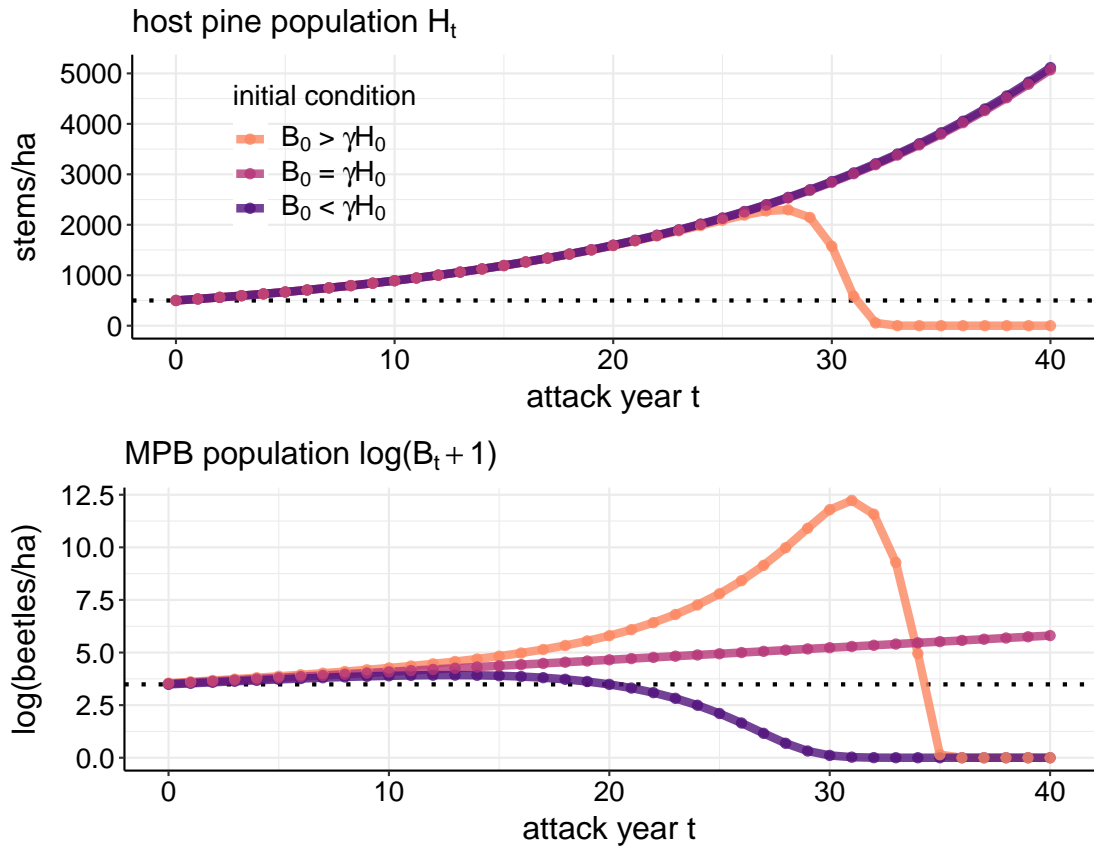 host pine population Hₜ
stems/ha
5000
4000
3000
2000
1000
0
initial condition
B₀ > γH₀
B₀ = γH₀
B₀ < γH₀
0 10 20 30 40
attack year t
MPB population log(Bₜ + 1)
log(beetles/ha)
12.5
10.0
7.5
5.0
2.5
0.0
0 10 20 30 40
attack year t